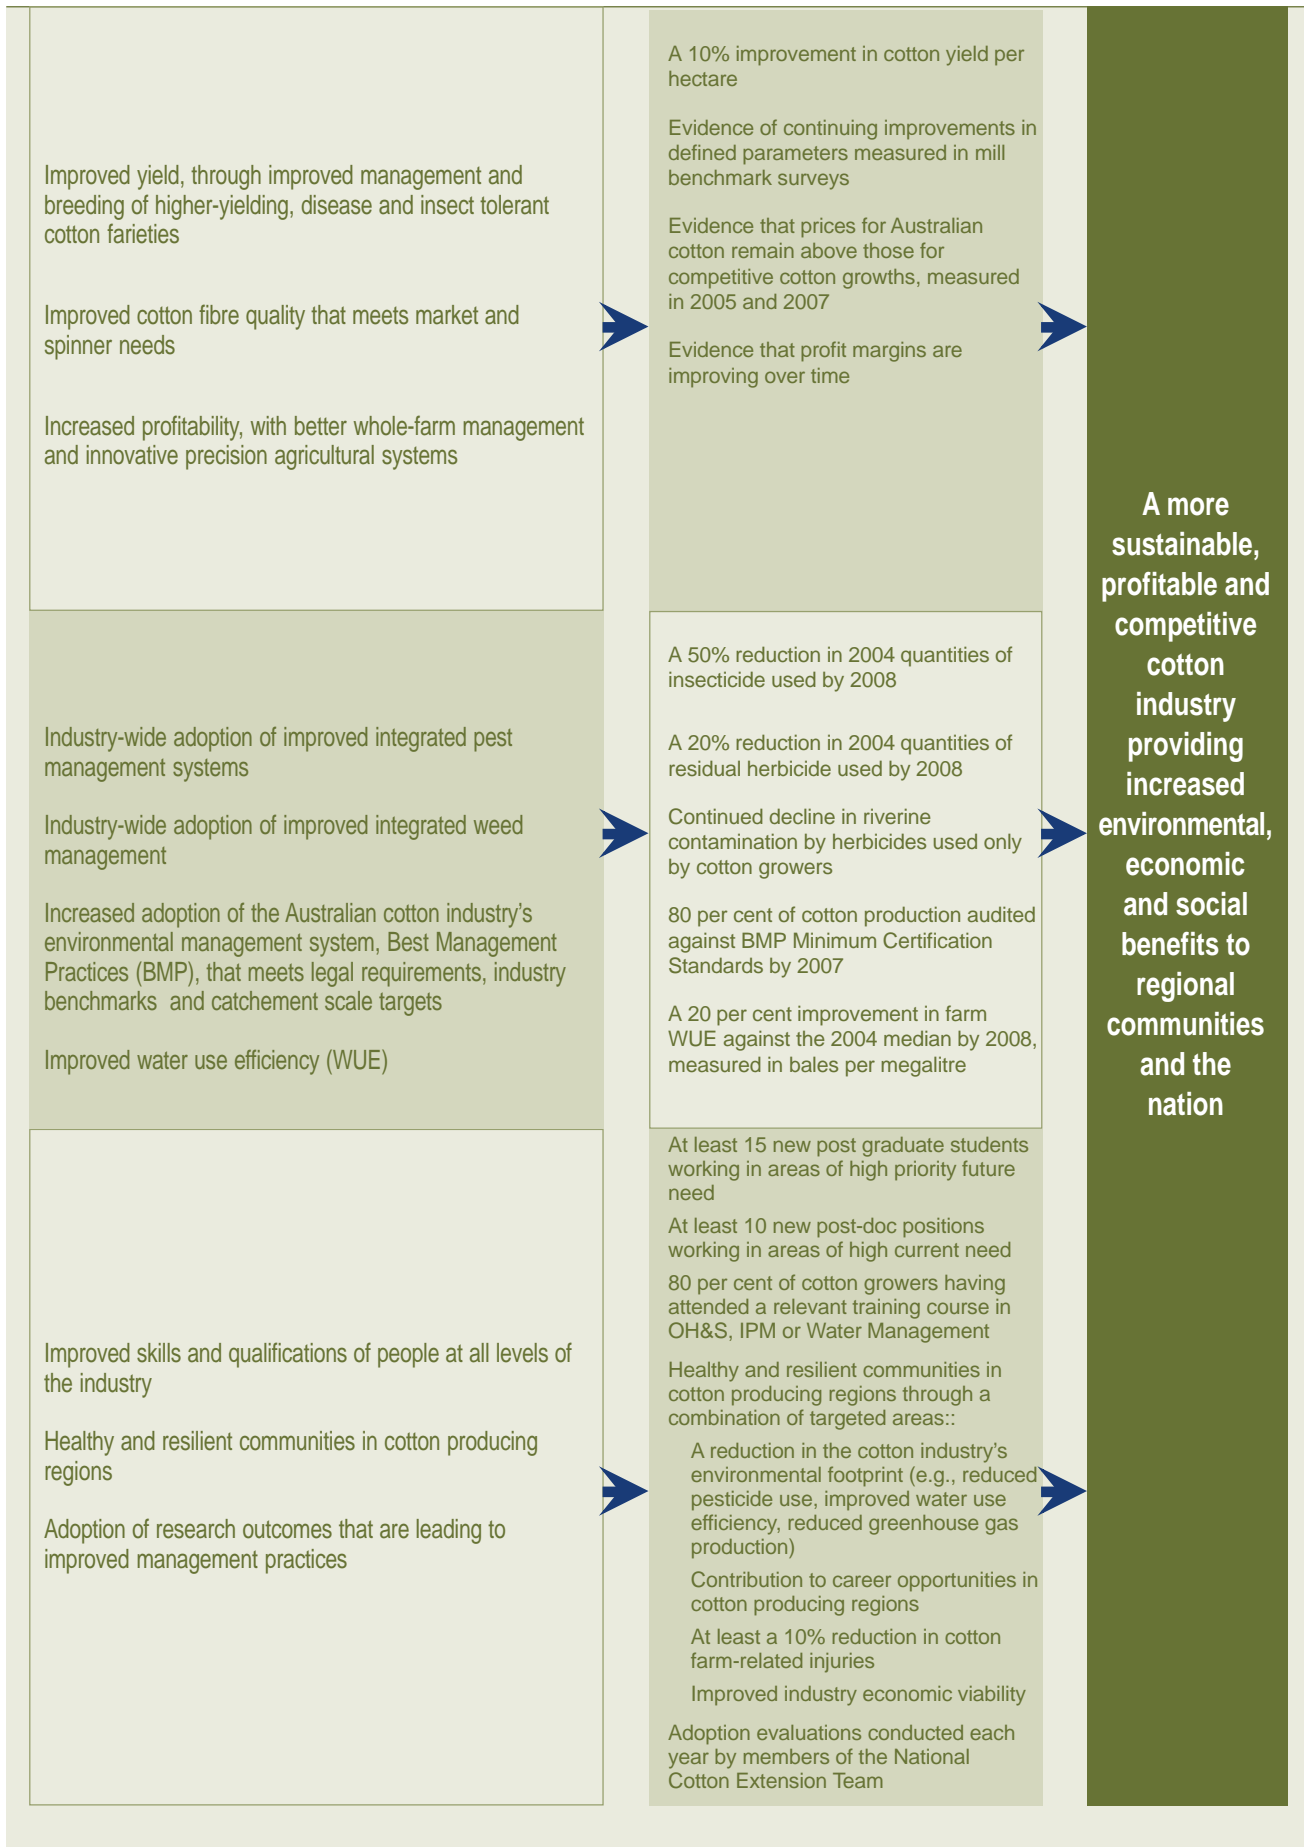 Improved yield, through improved management and
breeding of higher-yielding, disease and insect tolerant
cotton farieties
Improved cotton fibre quality that meets market and
spinner needs
Increased profitability, with better whole-farm management
and innovative precision agricultural systems
A 10% improvement in cotton yield per
hectare
Evidence of continuing improvements in
defined parameters measured in mill
benchmark surveys
Evidence that prices for Australian
cotton remain above those for
competitive cotton growths, measured
in 2005 and 2007
Evidence that profit margins are
improving over time
Industry-wide adoption of improved integrated pest
management systems
Industry-wide adoption of improved integrated weed
management
Increased adoption of the Australian cotton industry's
environmental management system, Best Management
Practices (BMP), that meets legal requirements, industry
benchmarks  and catchement scale targets
Improved water use efficiency (WUE)
A 50% reduction in 2004 quantities of
insecticide used by 2008
A 20% reduction in 2004 quantities of
residual herbicide used by 2008
Continued decline in riverine
contamination by herbicides used only
by cotton growers
80 per cent of cotton production audited
against BMP Minimum Certification
Standards by 2007
A 20 per cent improvement in farm
WUE against the 2004 median by 2008,
measured in bales per megalitre
Improved skills and qualifications of people at all levels of
the industry
Healthy and resilient communities in cotton producing
regions
Adoption of research outcomes that are leading to
improved management practices
At least 15 new post graduate students
working in areas of high priority future
need
At least 10 new post-doc positions
working in areas of high current need
80 per cent of cotton growers having
attended a relevant training course in
OH&S, IPM or Water Management
Healthy and resilient communities in
cotton producing regions through a
combination of targeted areas::
A reduction in the cotton industry's
environmental footprint (e.g., reduced
pesticide use, improved water use
efficiency, reduced greenhouse gas
production)
Contribution to career opportunities in
cotton producing regions
At least a 10% reduction in cotton
farm-related injuries
Improved industry economic viability
Adoption evaluations conducted each
year by members of the National
Cotton Extension Team
A more
sustainable,
profitable and
competitive
cotton
industry
providing
increased
environmental,
economic
and social
benefits to
regional
communities
and the
nation